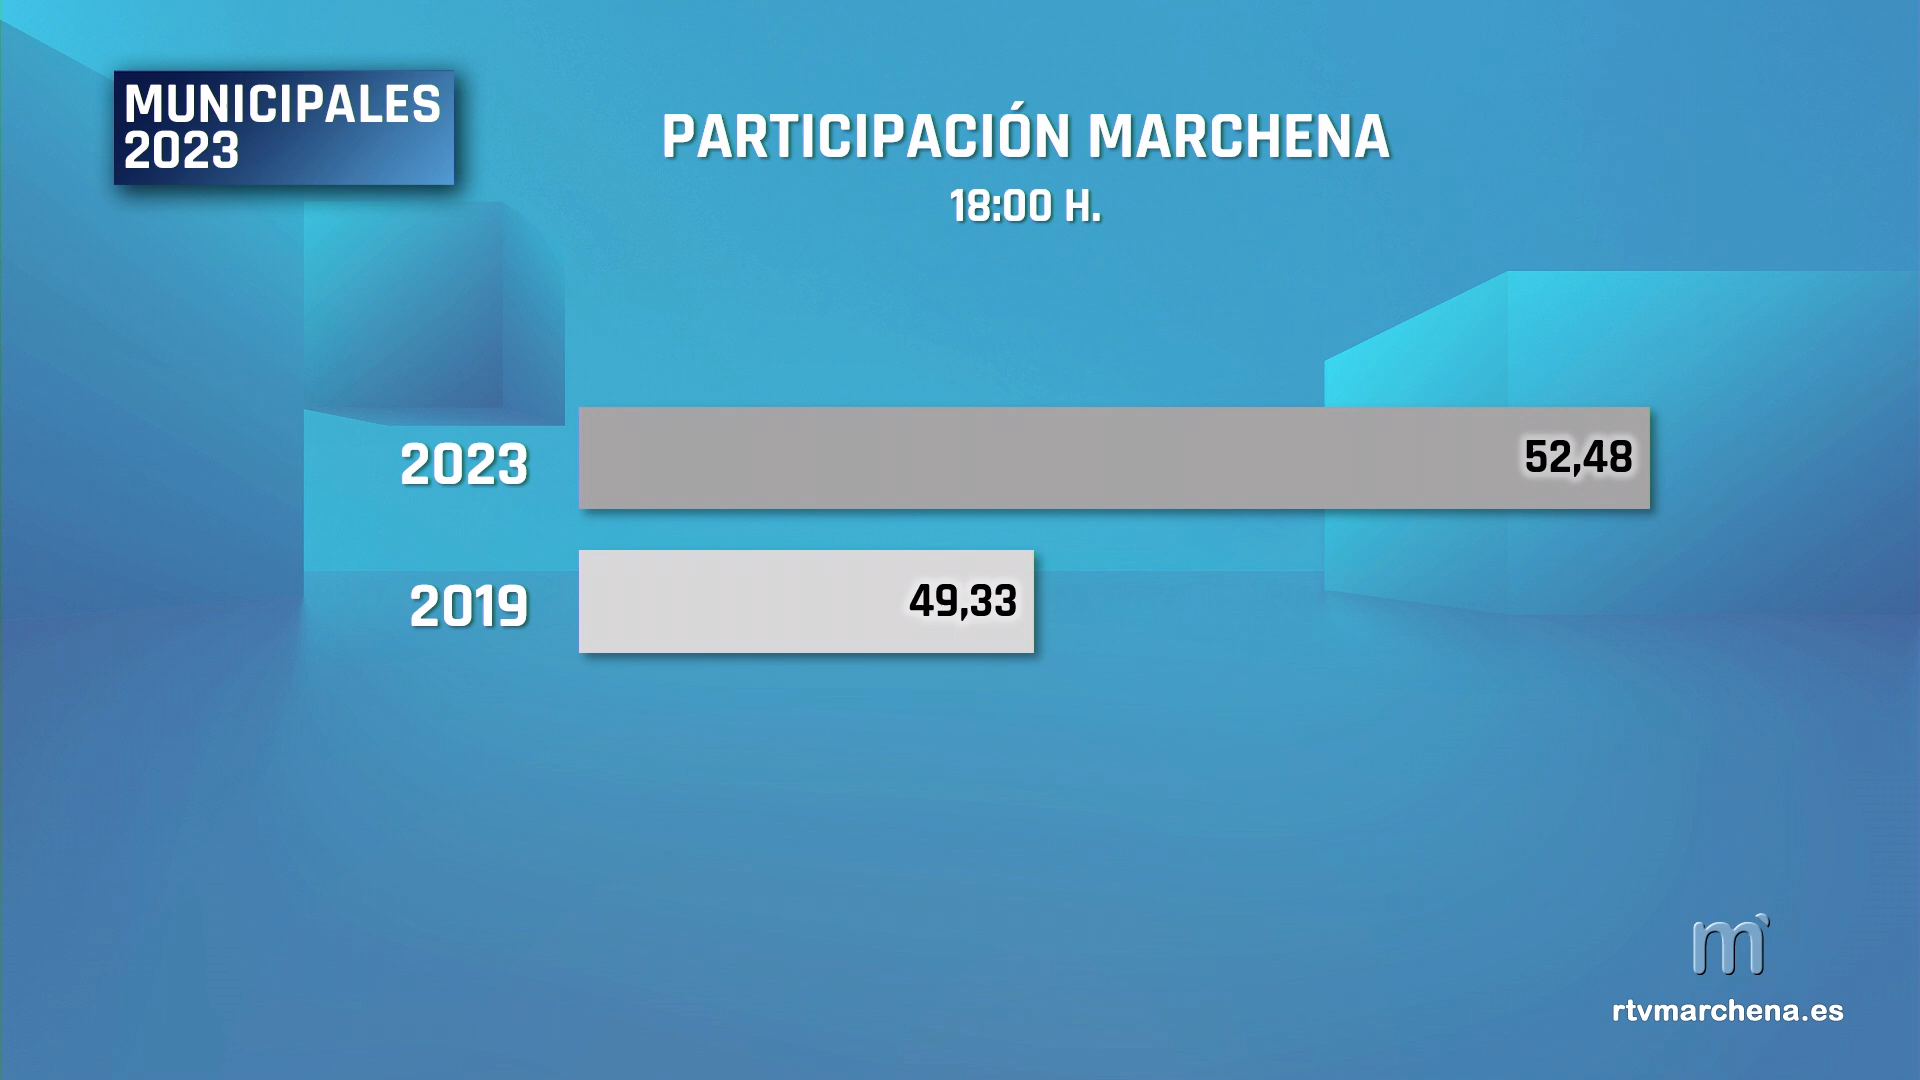 MUNICIPALES
2023
PARTICIPACIÓN MARCHENA
18:00 H.
2023
52,48
2019
49,33
m
rtvmarchena.es